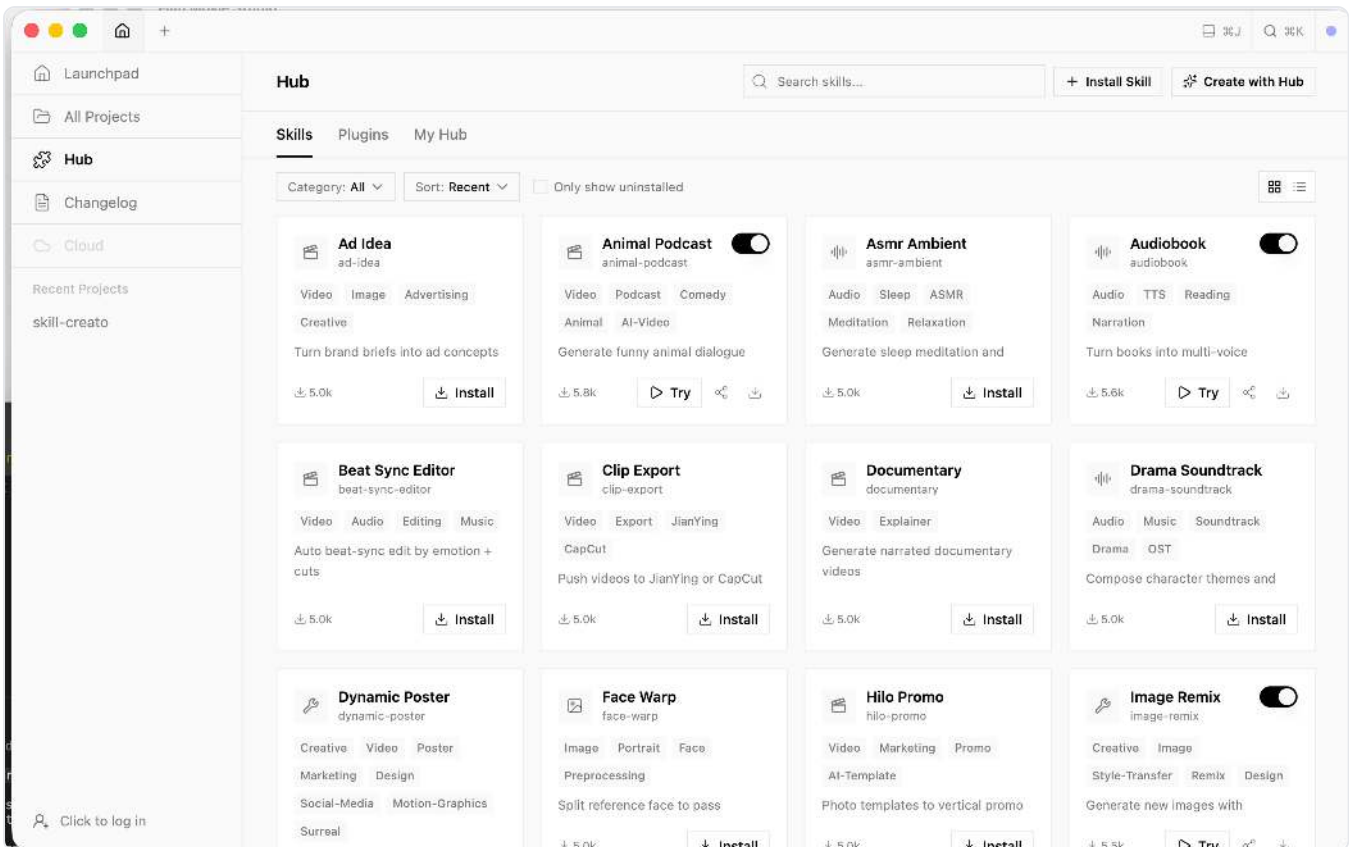 ⌘J
⌘K
Launchpad
All Projects
Hub
Changelog
Cloud
Recent Projects
skill-creato
Click to log in
Hub
Search skills...
+ Install Skill
Create with Hub
Skills
Plugins
My Hub
Category: All
Sort: Recent
Only show uninstalled
Ad Idea
ad-idea
Video Image Advertising
Creative
Turn brand briefs into ad concepts
5.0k
Install
Animal Podcast
animal-podcast
Video Podcast Comedy
Animal AI-Video
Generate funny animal dialogue
5.8k
Try
Asmr Ambient
asmr-ambient
Audio Sleep ASMR
Meditation Relaxation
Generate sleep meditation and
5.0k
Install
Audiobook
audiobook
Audio TTS Reading
Narration
Turn books into multi-voice
5.6k
Try
Beat Sync Editor
beat-sync-editor
Video Audio Editing Music
Auto beat-sync edit by emotion +
cuts
5.0k
Install
Clip Export
clip-export
Video Export JianYing
CapCut
Push videos to JianYing or CapCut
5.0k
Install
Documentary
documentary
Video Explainer
Generate narrated documentary
videos
5.0k
Install
Drama Soundtrack
drama-soundtrack
Audio Music Soundtrack
Drama OST
Compose character themes and
5.0k
Install
Dynamic Poster
dynamic-poster
Creative Video Poster
Marketing Design
Social-Media Motion-Graphics
Surreal
Face Warp
face-warp
Image Portrait Face
Preprocessing
Split reference face to pass
5.0k
Install
Hilo Promo
hilo-promo
Video Marketing Promo
AI-Template
Photo templates to vertical promo
5.0k
Install
Image Remix
image-remix
Creative Image
Style-Transfer Remix Design
Generate new images with
5.5k
Try